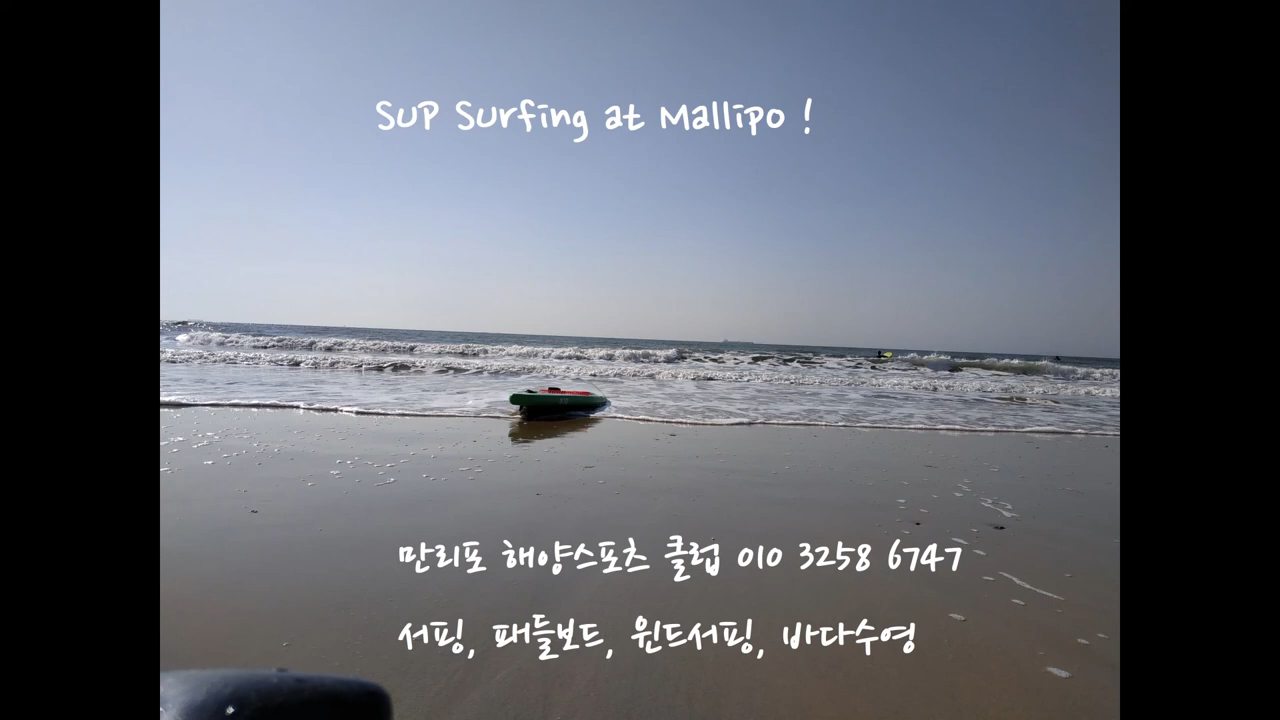 SUP Surfing at Mallipo !
만리포 해양스포츠 클럽 010 3258 6747
서핑, 패들보드, 윈드서핑, 바다수영